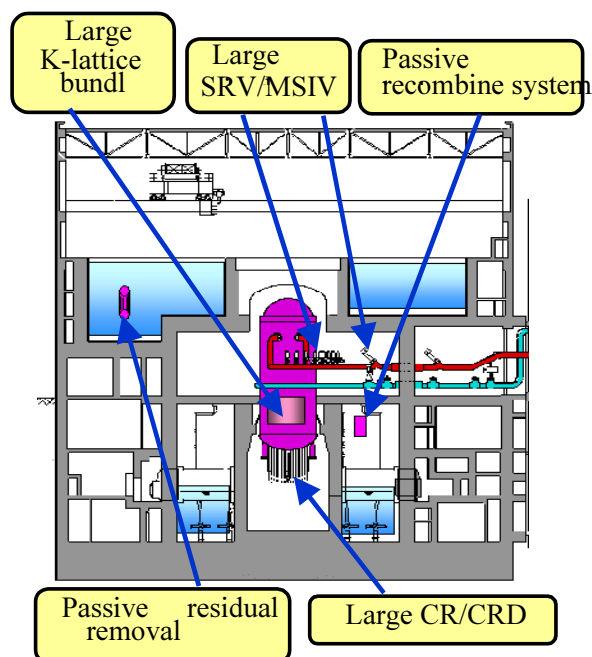 Large
K-lattice
bundl
Large
SRV/MSIV
Passive
recombine system
Passive residual
removal
Large CR/CRD